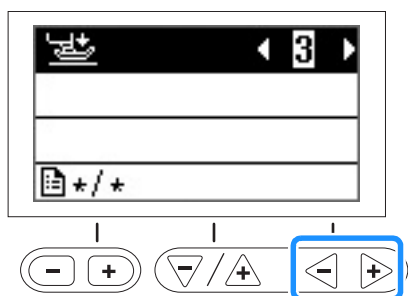 3
*/*
- + - / + - +